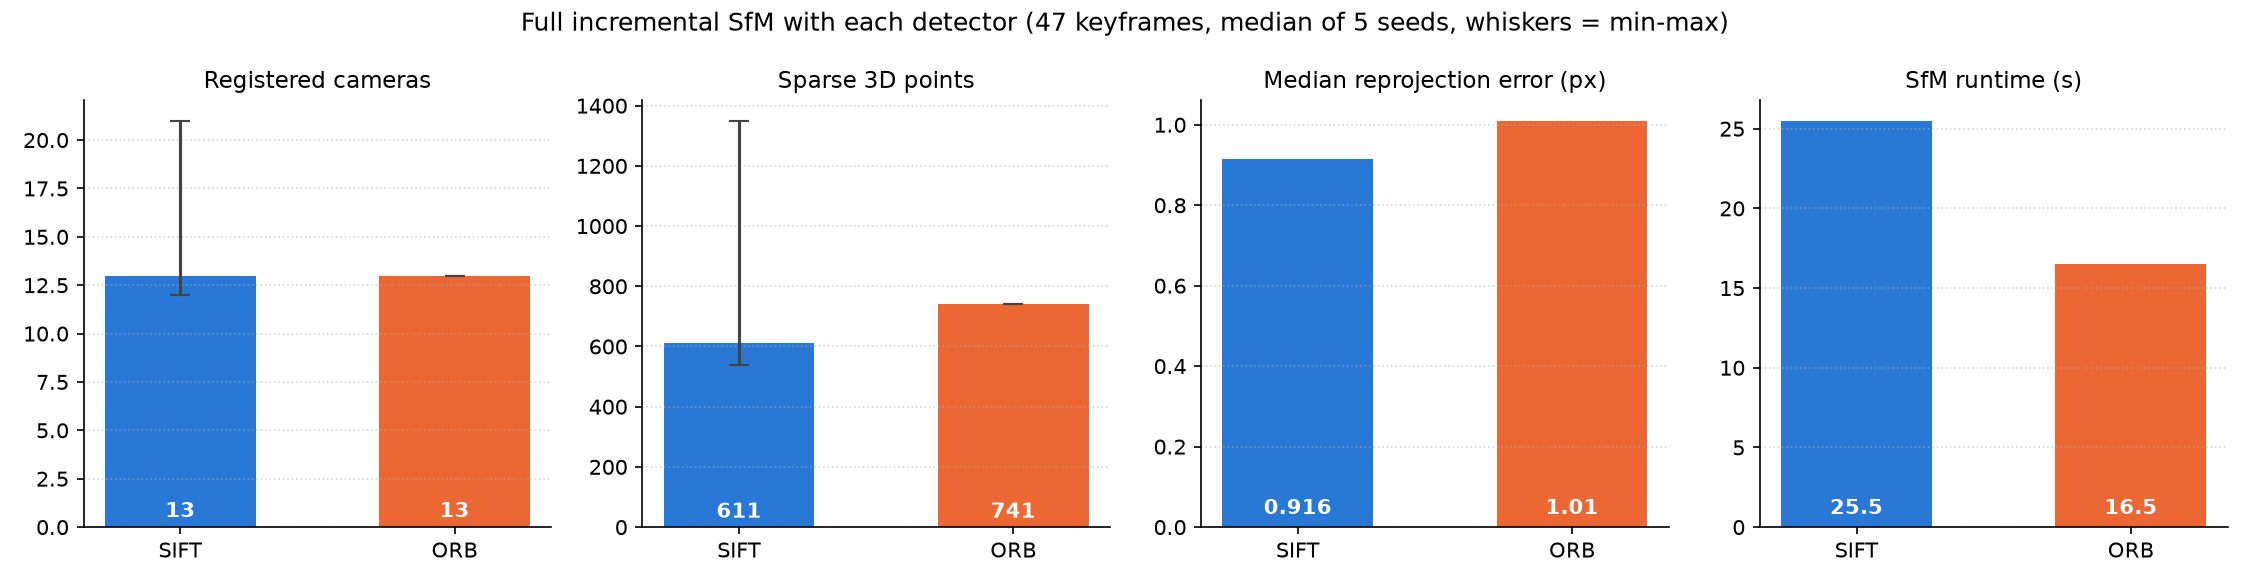 Full incremental SfM with each detector (47 keyframes, median of 5 seeds, whiskers = min-max)
Registered cameras
20.0
17.5
15.0
12.5
10.0
7.5
5.0
2.5
0.0
13
13
SIFT
ORB
Sparse 3D points
1400
1200
1000
800
600
400
200
0
611
741
SIFT
ORB
Median reprojection error (px)
1.0
0.8
0.6
0.4
0.2
0.0
0.916
1.01
SIFT
ORB
SfM runtime (s)
25
20
15
10
5
0
25.5
16.5
SIFT
ORB